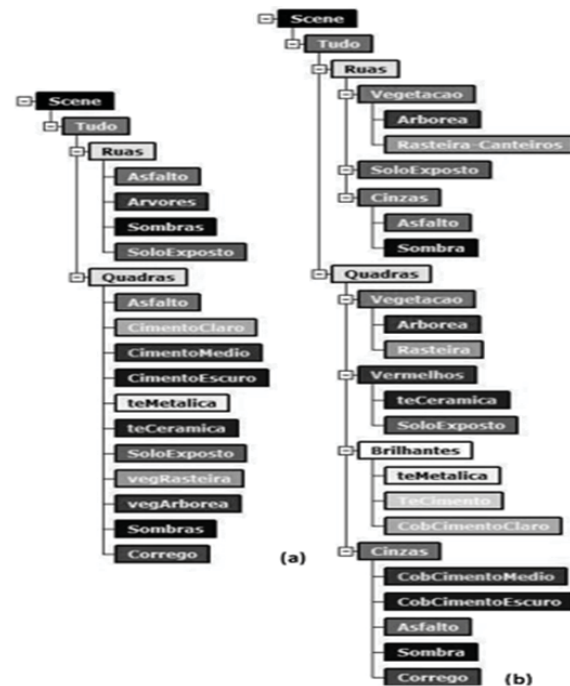 Scene
Tudo
Ruas
Asfalto
Arvores
Sombras
SoloExposto
Quadras
Asfalto
CimentoClaro
CimentoMedio
CimentoEscuro
teMetalica
teCeramica
SoloExposto
vegRasteira
vegArborea
Sombras
Corrego
(a)
Scene
Tudo
Ruas
Vegetacao
Arborea
Rasteira-Canteiros
SoloExposto
Cinzas
Asfalto
Sombra
Quadras
Vegetacao
Arborea
Rasteira
Vermelhos
teCeramica
SoloExposto
Brilhantes
teMetalica
TeCimento
CobCimentoClaro
Cinzas
CobCimentoMedio
CobCimentoEscuro
Asfalto
Sombra
Corrego
(b)